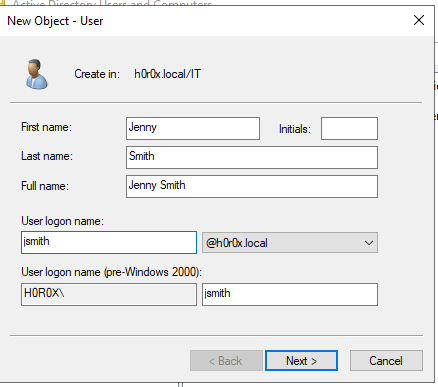 Active Directory Users and Computers
New Object - User
Create in: h0r0x.local/IT
First name: Jenny Initials:
Last name: Smith
Full name: Jenny Smith
User logon name:
jsmith @h0r0x.local
User logon name (pre-Windows 2000):
H0R0X\ jsmith
< Back Next > Cancel